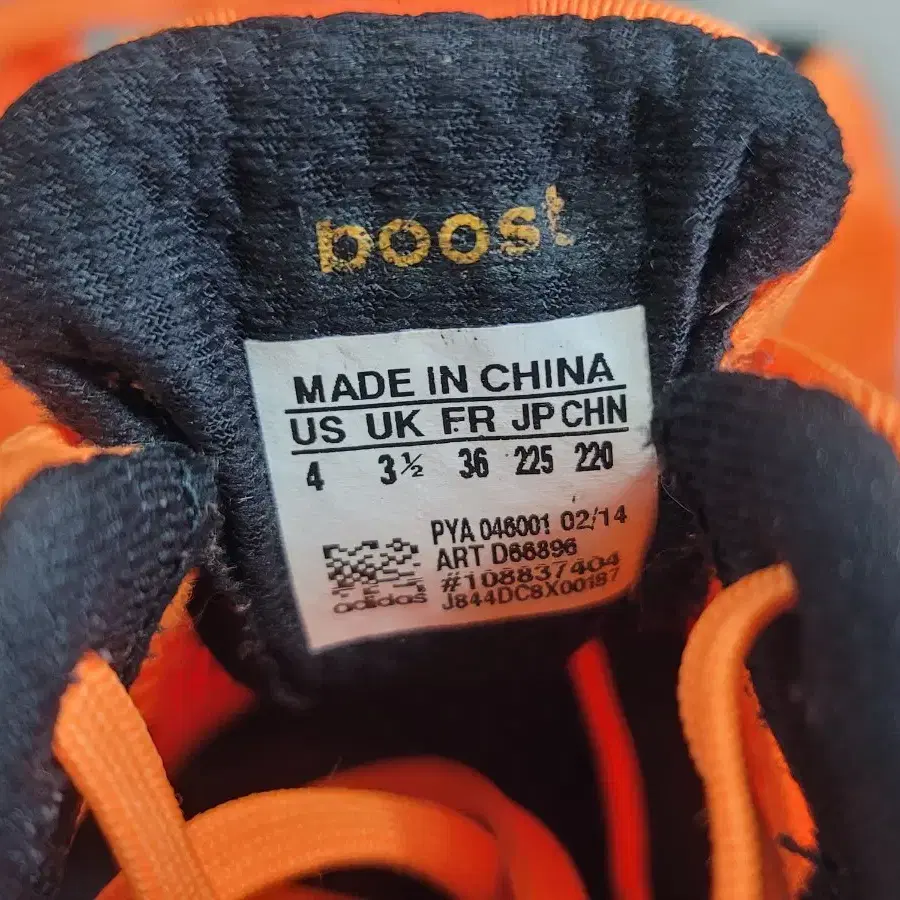 boost
MADE IN CHINA
US UK FR JP CHN
4 3½ 36 225 220
PYA 046001 02/14
ART D66896
#108837404
J844DC8X00187
adidas